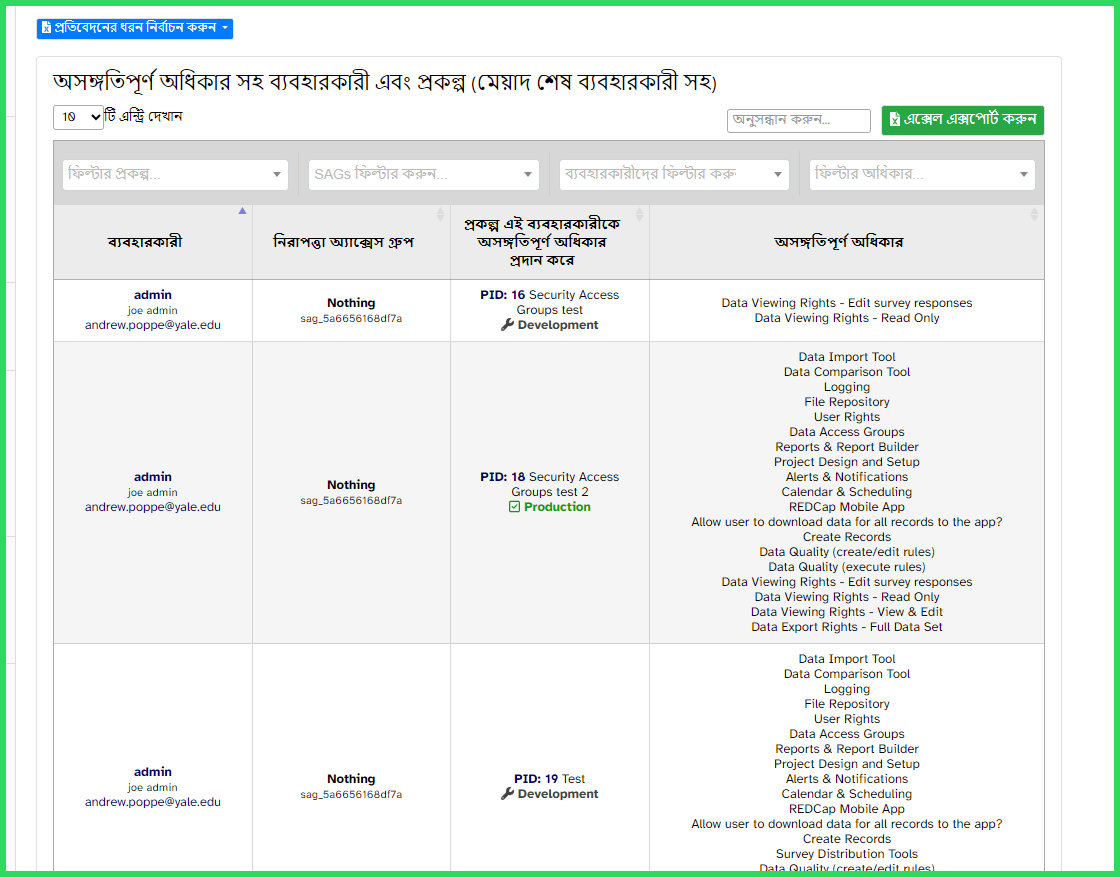 প্রতিবেদনের ধরন নির্বাচন করুন
অসঙ্গতিপূর্ণ অধিকার সহ ব্যবহারকারী এবং প্রকল্প (মেয়াদ শেষ ব্যবহারকারী সহ)
10 টি এন্ট্রি দেখান
অনুসন্ধান করুন...
এক্সেল এক্সপোর্ট করুন
ফিল্টার প্রকল্প...
SAGs ফিল্টার করুন...
ব্যবহারকারীদের ফিল্টার করু
ফিল্টার অধিকার...
ব্যবহারকারী
নিরাপত্তা অ্যাক্সেস গ্রুপ
প্রকল্প এই ব্যবহারকারীকে
অসঙ্গতিপূর্ণ অধিকার
প্রদান করে
অসঙ্গতিপূর্ণ অধিকার
admin
joe admin
andrew.poppe@yale.edu
Nothing
sag_5a6656168df7a
PID: 16 Security Access
Groups test
Development
Data Viewing Rights - Edit survey responses
Data Viewing Rights - Read Only
admin
joe admin
andrew.poppe@yale.edu
Nothing
sag_5a6656168df7a
PID: 18 Security Access
Groups test 2
Production
Data Import Tool
Data Comparison Tool
Logging
File Repository
User Rights
Data Access Groups
Reports & Report Builder
Project Design and Setup
Alerts & Notifications
Calendar & Scheduling
REDCap Mobile App
Allow user to download data for all records to the app?
Create Records
Data Quality (create/edit rules)
Data Quality (execute rules)
Data Viewing Rights - Edit survey responses
Data Viewing Rights - Read Only
Data Viewing Rights - View & Edit
Data Export Rights - Full Data Set
admin
joe admin
andrew.poppe@yale.edu
Nothing
sag_5a6656168df7a
PID: 19 Test
Development
Data Import Tool
Data Comparison Tool
Logging
File Repository
User Rights
Data Access Groups
Reports & Report Builder
Project Design and Setup
Alerts & Notifications
Calendar & Scheduling
REDCap Mobile App
Allow user to download data for all records to the app?
Create Records
Survey Distribution Tools
Data Quality (create/edit rules)